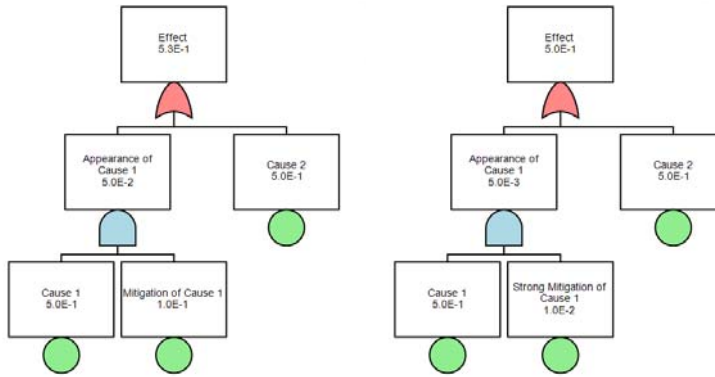 Effect
5.3E-1
Appearance of
Cause 1
5.0E-2
Cause 2
5.0E-1
Cause 1
5.0E-1
Mitigation of Cause 1
1.0E-1
Effect
5.0E-1
Appearance of
Cause 1
5.0E-3
Cause 2
5.0E-1
Cause 1
5.0E-1
Strong Mitigation of
Cause 1
1.0E-2